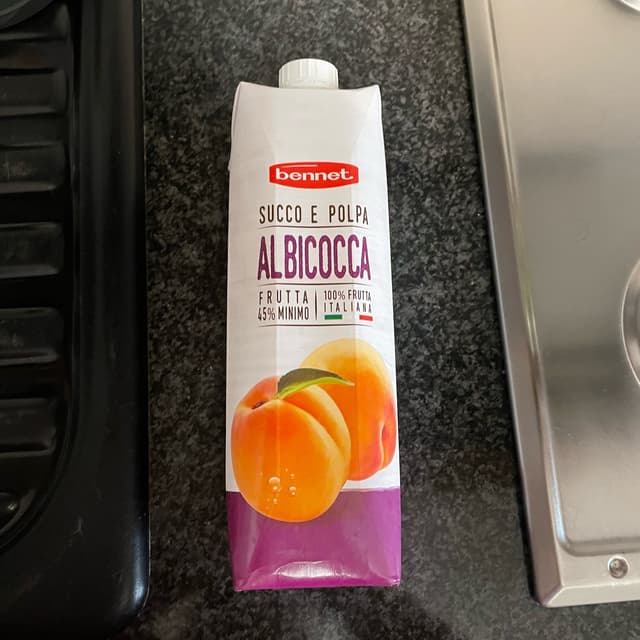 bennet
SUCCO E POLPA
ALBICOCCA
FRUTTA
45% MINIMO
100% FRUTTA
ITALIANA